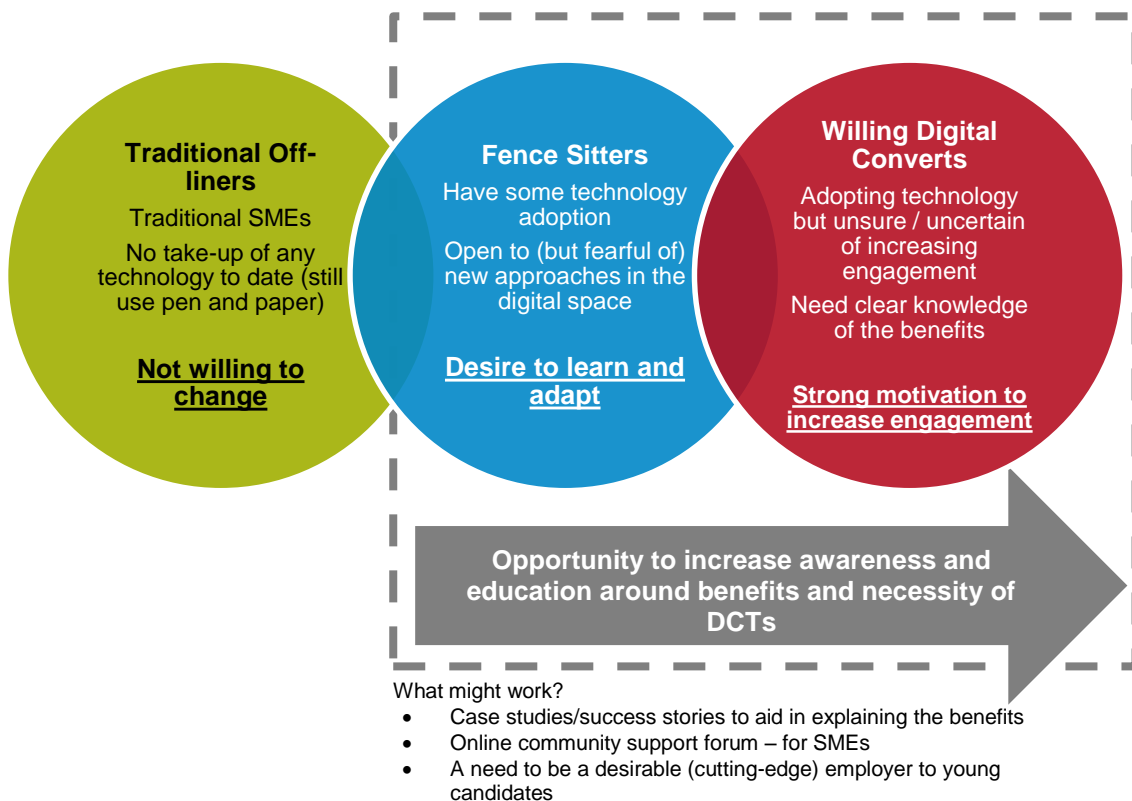 Traditional Off-
liners
Traditional SMEs
No take-up of any
technology to date (still
use pen and paper)
Not willing to
change
Fence Sitters
Have some technology
adoption
Open to (but fearful of)
new approaches in the
digital space
Desire to learn and
adapt
Willing Digital
Converts
Adopting technology
but unsure / uncertain
of increasing
engagement
Need clear knowledge
of the benefits
Strong motivation to
increase engagement
Opportunity to increase awareness and
education around benefits and necessity of
DCTs
What might work?
• Case studies/success stories to aid in explaining the benefits
• Online community support forum – for SMEs
• A need to be a desirable (cutting-edge) employer to young
candidates